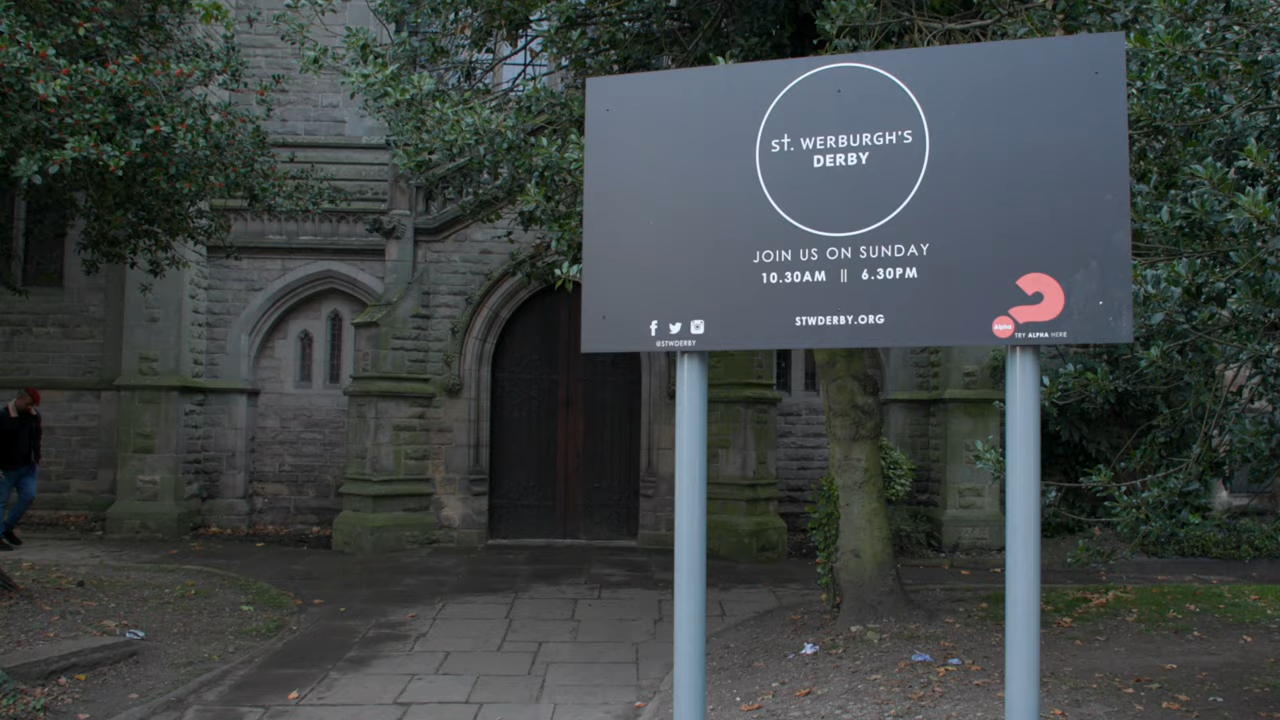 St. WERBURGH'S
DERBY
JOIN US ON SUNDAY
10.30AM || 6.30PM
STWDERBY.ORG
@STWDERBY
Alpha
TRY ALPHA HERE